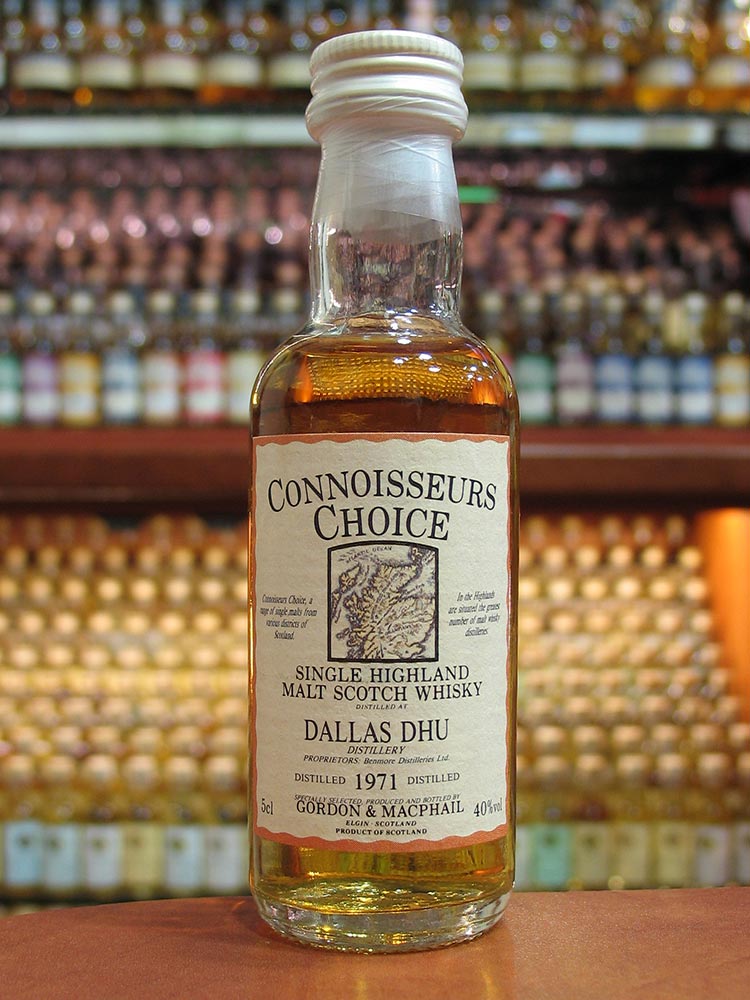 CONNOISSEURS
CHOICE
ATLANTIC OCEAN
Connoisseurs Choice, a
range of single malts from
various districts of
Scotland.
In the Highlands
are situated the greatest
number of malt whisky
distilleries.
SINGLE HIGHLAND
MALT SCOTCH WHISKY
DISTILLED AT
DALLAS DHU
DISTILLERY
PROPRIETORS: Benmore Distilleries Ltd.
DISTILLED 1971 DISTILLED
SPECIALLY SELECTED, PRODUCED AND BOTTLED BY
5cl GORDON & MACPHAIL 40%vol
ELGIN · SCOTLAND
PRODUCT OF SCOTLAND